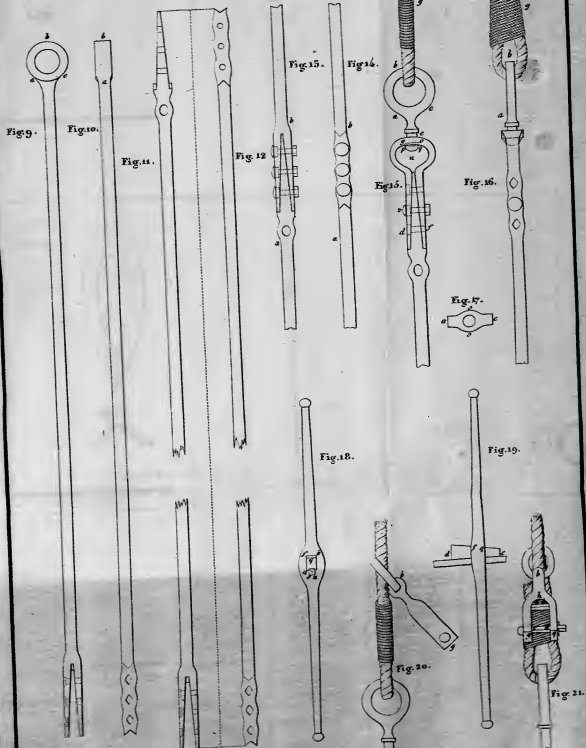 g
g
b
b
b
b
Fig.13.
Fig.14.
a
e
a
a
c
a
Fig.9.
Fig.10.
Fig.11.
Fig.12
b
b
e
a
Fig.15.
Fig.16.
d
a
a
Fig.17.
o
a
c
o
Fig.18.
Fig.19.
d
f
g
e
b
h
g
Fig.20.
Fig.21.